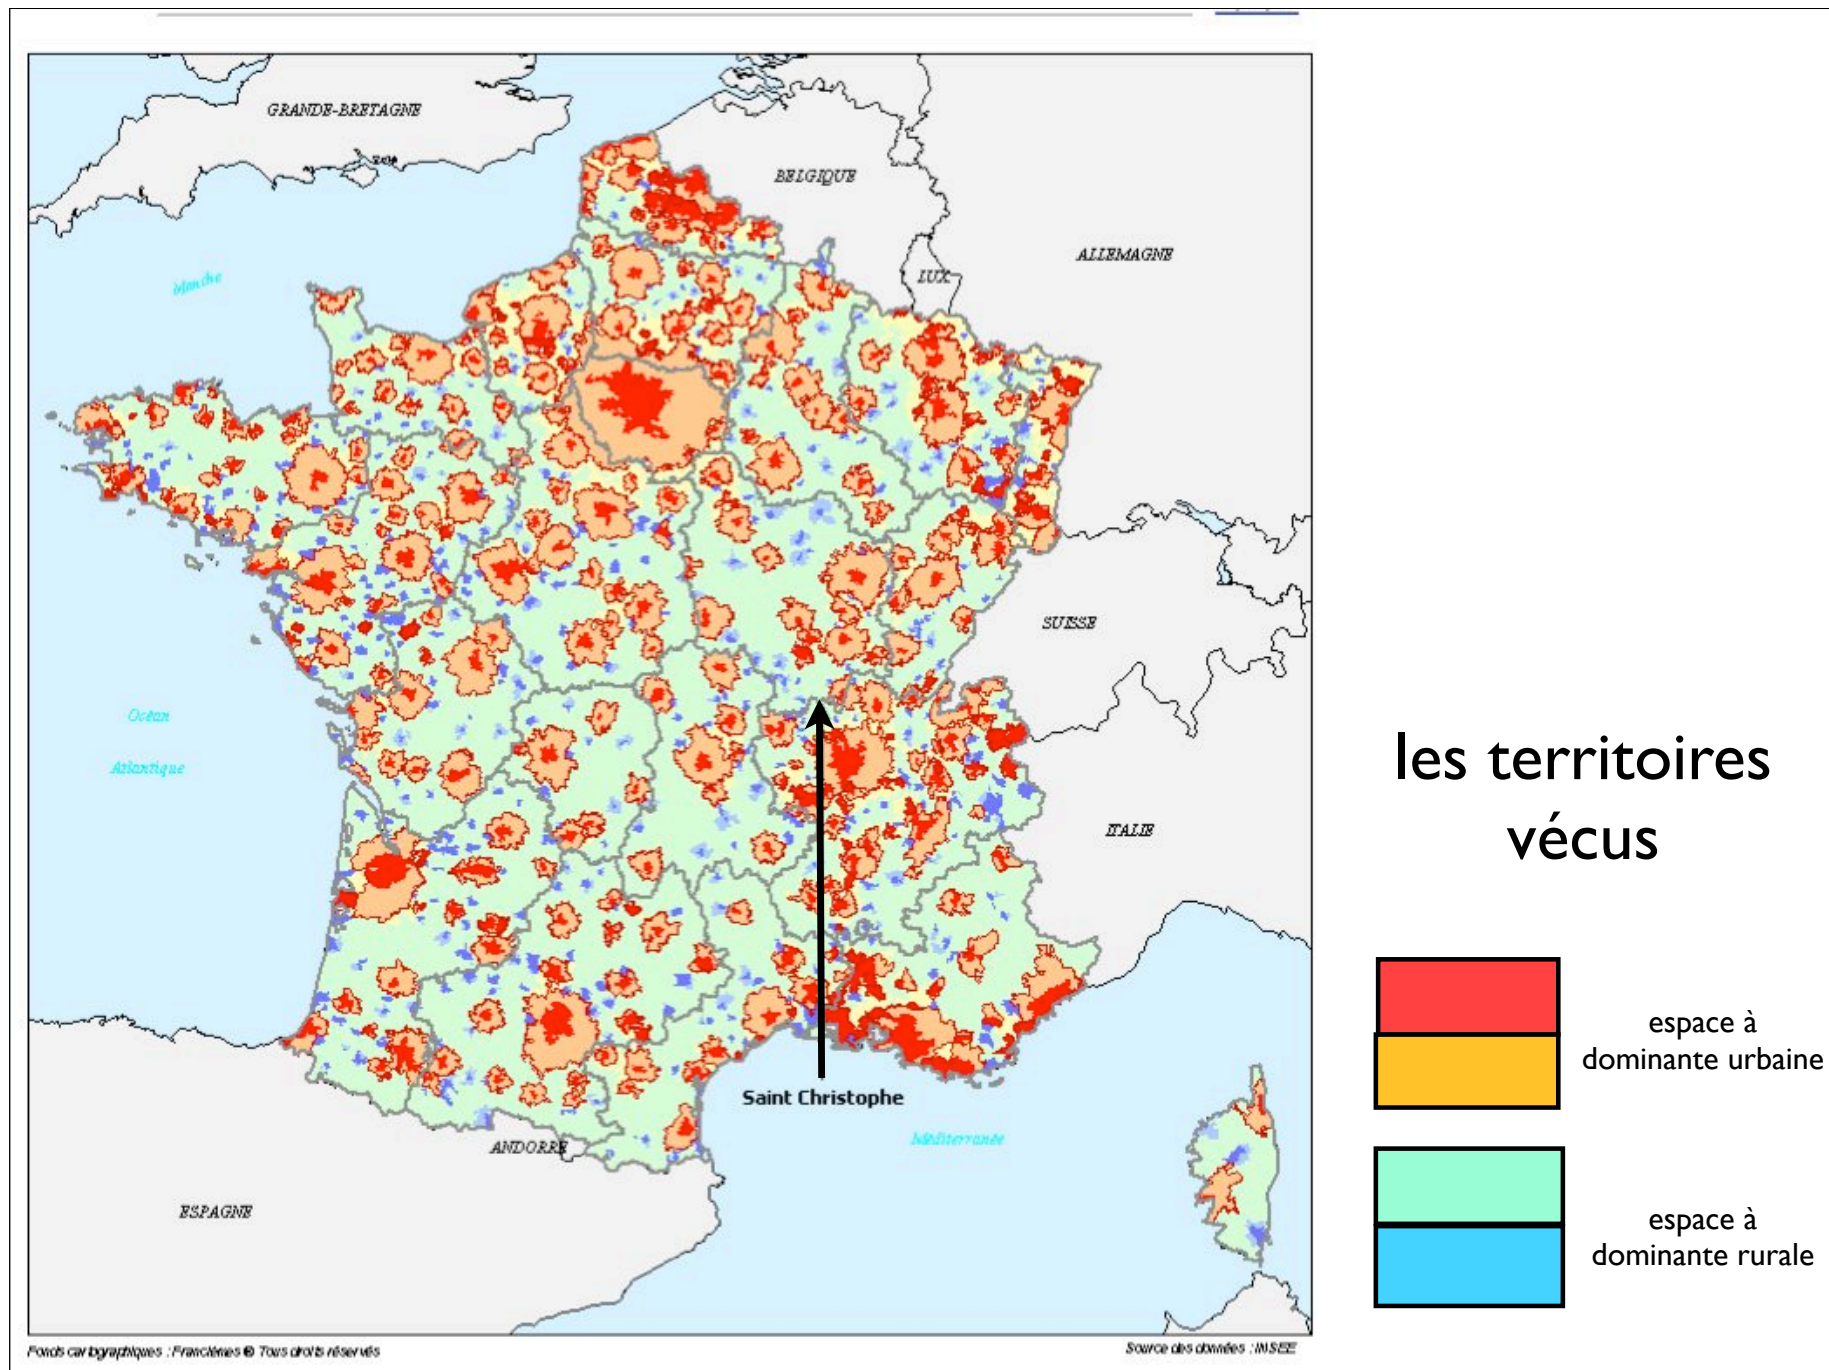 GRANDE-BRETAGNE
BELGIQUE
ALLEMAGNE
LUX
Manche
SUISSE
Océan
Atlantique
ITALIE
Saint Christophe
Méditerranée
ANDORRE
ESPAGNE
Fonds cartographiques : Franclèmes © Tous droits réservés
Source des données : INSEE
les territoires
vécus
espace à
dominante urbaine
espace à
dominante rurale